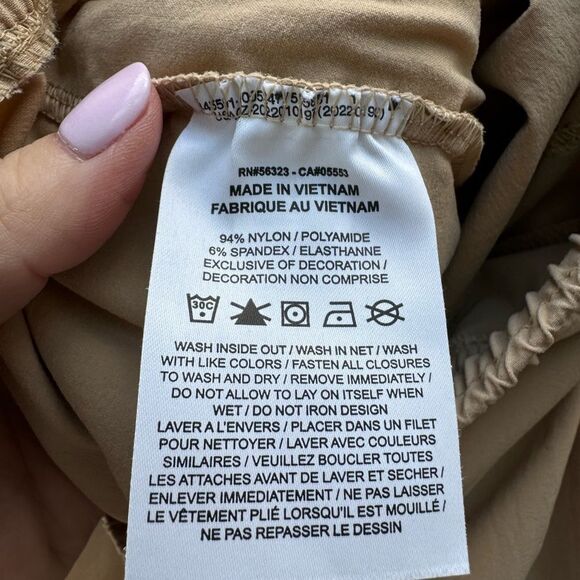 RN#56323 - CA#05553
MADE IN VIETNAM
FABRIQUE AU VIETNAM
94% NYLON / POLYAMIDE
6% SPANDEX / ELASTHANNE
EXCLUSIVE OF DECORATION /
DECORATION NON COMPRISE
30C
WASH INSIDE OUT / WASH IN NET / WASH
WITH LIKE COLORS / FASTEN ALL CLOSURES
TO WASH AND DRY / REMOVE IMMEDIATELY /
DO NOT ALLOW TO LAY ON ITSELF WHEN
WET / DO NOT IRON DESIGN
LAVER A L'ENVERS / PLACER DANS UN FILET
POUR NETTOYER / LAVER AVEC COULEURS
SIMILAIRES / VEUILLEZ BOUCLER TOUTES
LES ATTACHES AVANT DE LAVER ET SECHER /
ENLEVER IMMEDIATEMENT / NE PAS LAISSER
LE VÊTEMENT PLIÉ LORSQU'IL EST MOUILLÉ /
NE PAS REPASSER LE DESSIN